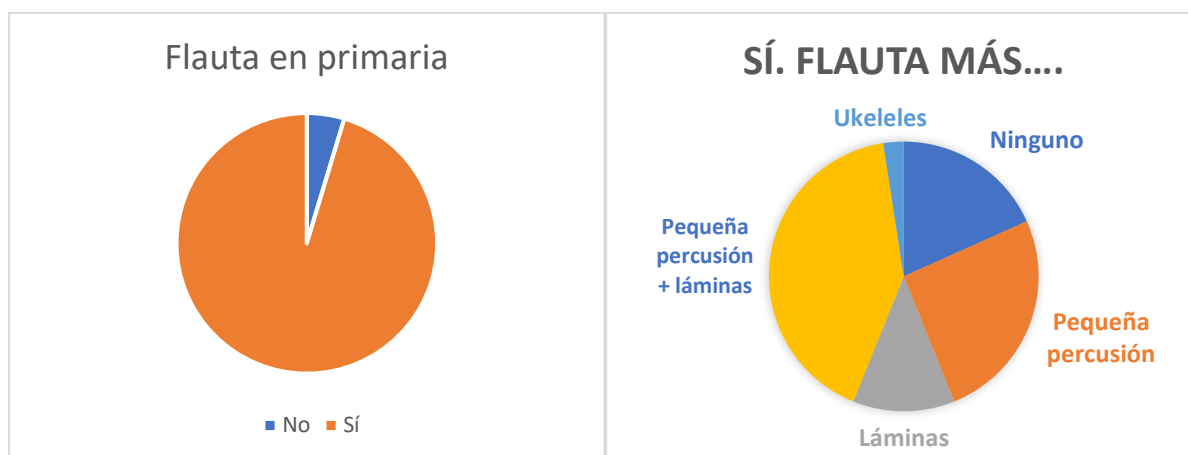 Flauta en primaria
No Sí
SÍ. FLAUTA MÁS....
Ukeleles
Ninguno
Pequeña
percusión
+ láminas
Pequeña
percusión
Láminas